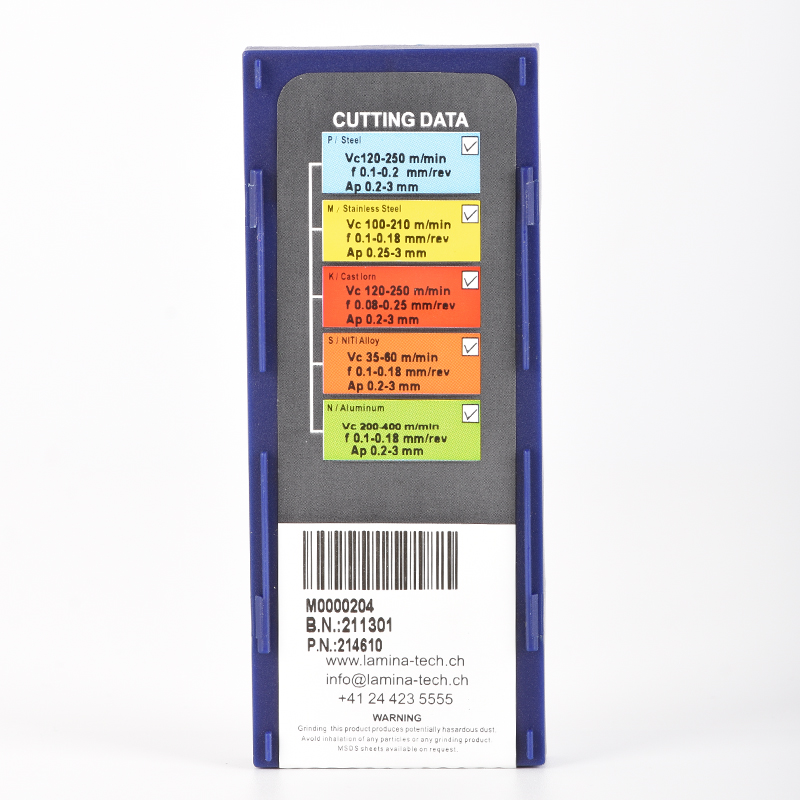 CUTTING DATA
P / Steel
Vc120-250 m/min
f 0.1-0.2 mm/rev
Ap 0.2-3 mm
M / Stainless Steel
Vc 100-210 m/min
f 0.1-0.18 mm/rev
Ap 0.25-3 mm
K / Cast lorn
Vc 120-250 m/min
f 0.08-0.25 mm/rev
Ap 0.2-3 mm
S / NITI Alloy
Vc 35-60 m/min
f 0.1-0.18 mm/rev
Ap 0.2-3 mm
N / Aluminum
Vc 200-400 m/min
f 0.1-0.18 mm/rev
Ap 0.2-3 mm
M0000204
B.N.:211301
P.N.:214610
www.lamina-tech.ch
info@lamina-tech.ch
+41 24 423 5555
WARNING
Grinding this product produces potentially hazardous dust.
Avoid inhalation of any particles or any grinding product
MSDS sheets available on request.